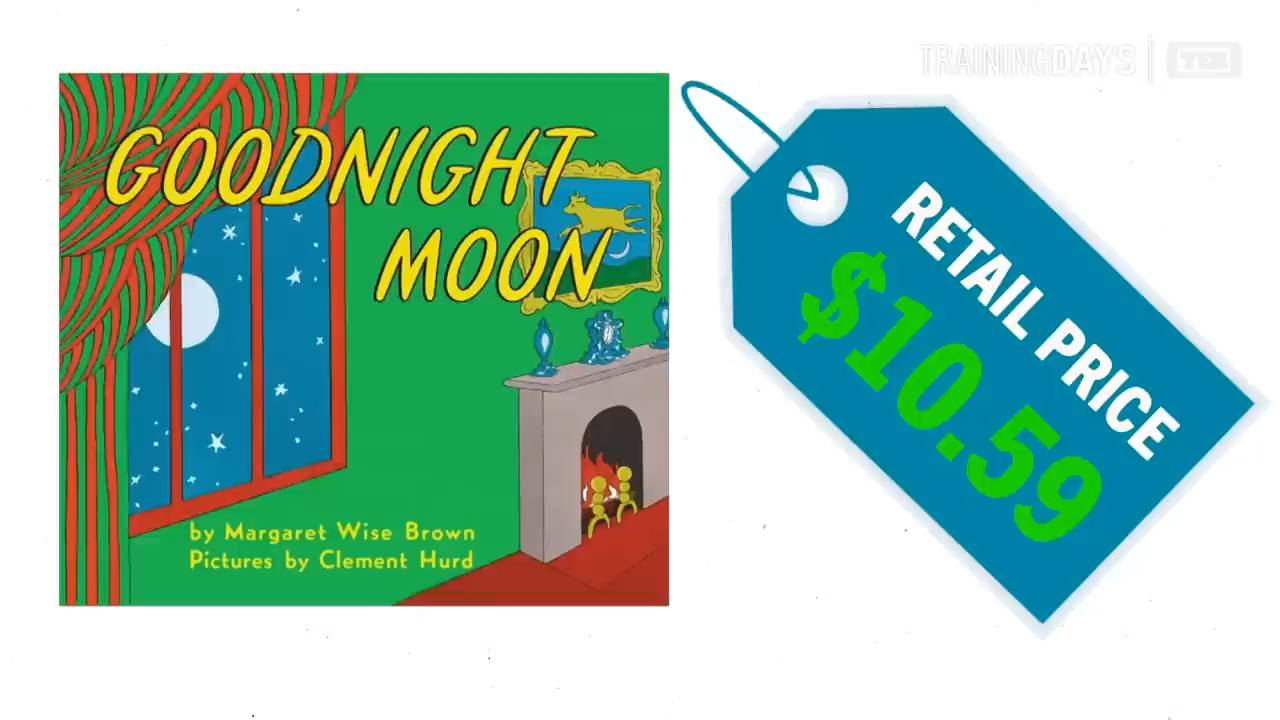 GOODNIGHT
MOON
by Margaret Wise Brown
Pictures by Clement Hurd
TRAININGDAYS
RETAIL PRICE
$10.59